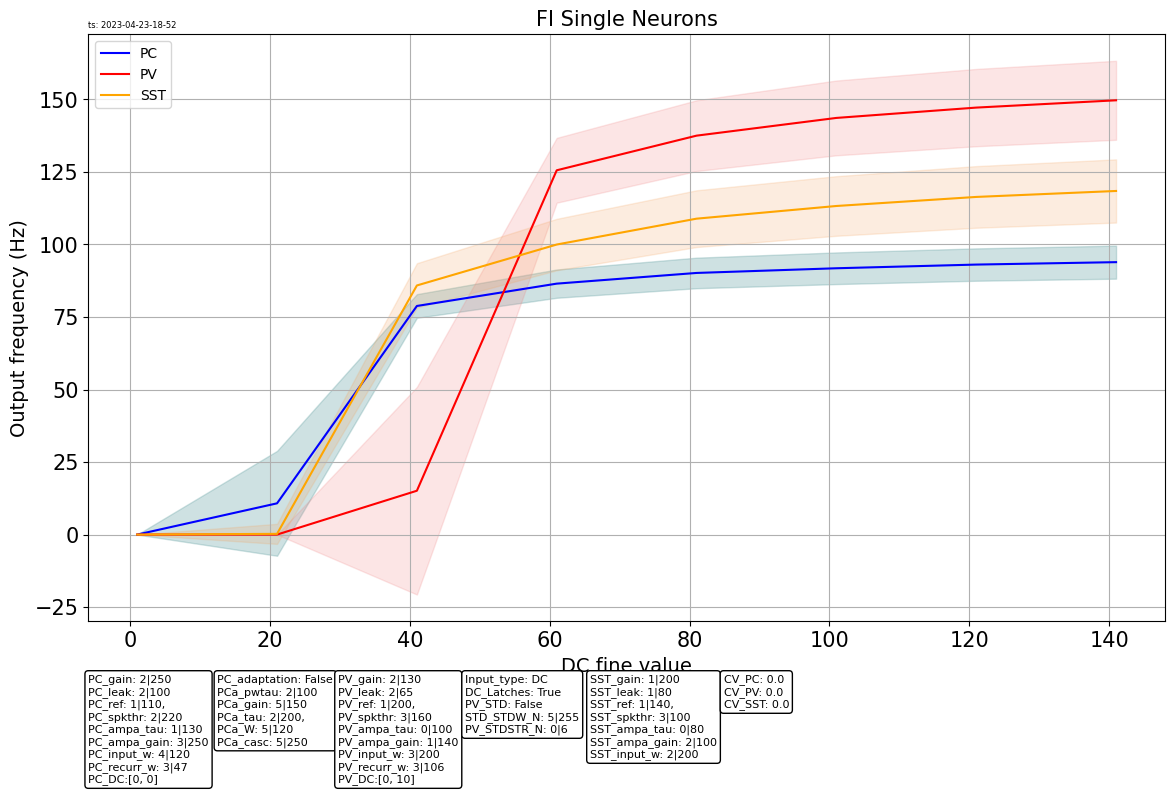 FI Single Neurons
ts: 2023-04-23-18-52
PC
PV
SST
150
125
100
75
50
25
0
−25
Output frequency (Hz)
0 20 40 60 80 100 120 140
DC fine value
PC_gain: 2|250
PC_leak: 2|100
PC_ref: 1|110,
PC_spkthr: 2|220
PC_ampa_tau: 1|130
PC_ampa_gain: 3|250
PC_input_w: 4|120
PC_recurr_w: 3|47
PC_DC:[0, 0]
PC_adaptation: False
PCa_pwtau: 2|100
PCa_gain: 5|150
PCa_tau: 2|200,
PCa_W: 5|120
PCa_casc: 5|250
PV_gain: 2|130
PV_leak: 2|65
PV_ref: 1|200,
PV_spkthr: 3|160
PV_ampa_tau: 0|100
PV_ampa_gain: 1|140
PV_input_w: 3|200
PV_recurr_w: 3|106
PV_DC:[0, 10]
Input_type: DC
DC_Latches: True
PV_STD: False
STD_STDW_N: 5|255
PV_STDSTR_N: 0|6
SST_gain: 1|200
SST_leak: 1|80
SST_ref: 1|140,
SST_spkthr: 3|100
SST_ampa_tau: 0|80
SST_ampa_gain: 2|100
SST_input_w: 2|200
CV_PC: 0.0
CV_PV: 0.0
CV_SST: 0.0